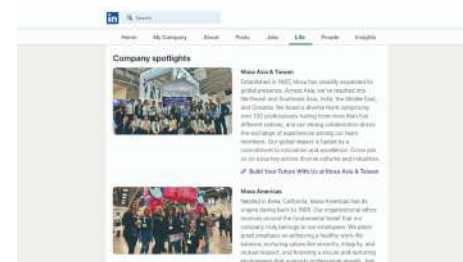 in Search
Home My Company About Posts Jobs Life People Insights
Company spotlights
Moxa Asia & Taiwan
Established in 1987, Moxa has steadily expanded its
global presence. Across Asia, we've reached into
Northeast and Southeast Asia, India, the Middle East,
and Oceania. We boast a diverse team comprising
over 100 professionals hailing from more than five
different nations, and our strong collaboration drives
the exchange of experiences among our team
members. Our global impact is fueled by a
commitment to innovation and excellence. Come join
us on a journey across diverse cultures and industries.
Build Your Future With Us at Moxa Asia & Taiwan
Moxa Americas
Nestled in Brea, California, Moxa Americas has its
origins dating back to
Our organizational ethos
revolves around the fundamental belief that our
company truly belongs to our employees. We place
great emphasis on achieving a healthy work-life
balance, nurturing values like sincerity, integrity, and
mutual respect, and fostering a secure and nurturing
environment that supports professional growth.